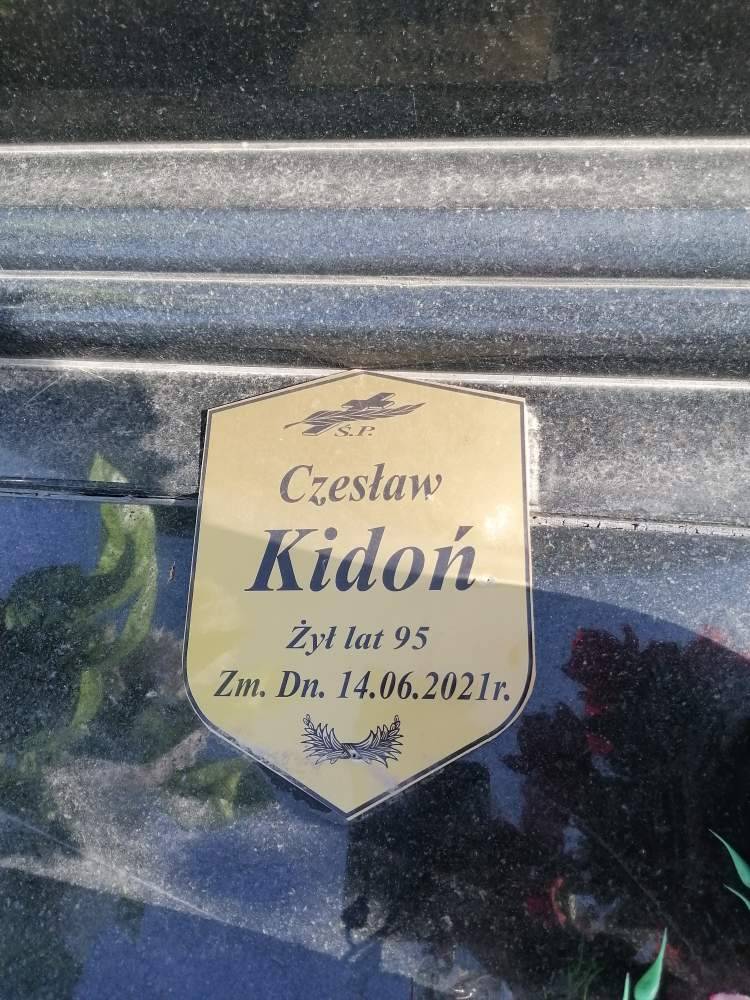 Ś.P.
Czesław
Kidoń
Żył lat 95
Zm. Dn. 14.06.2021r.